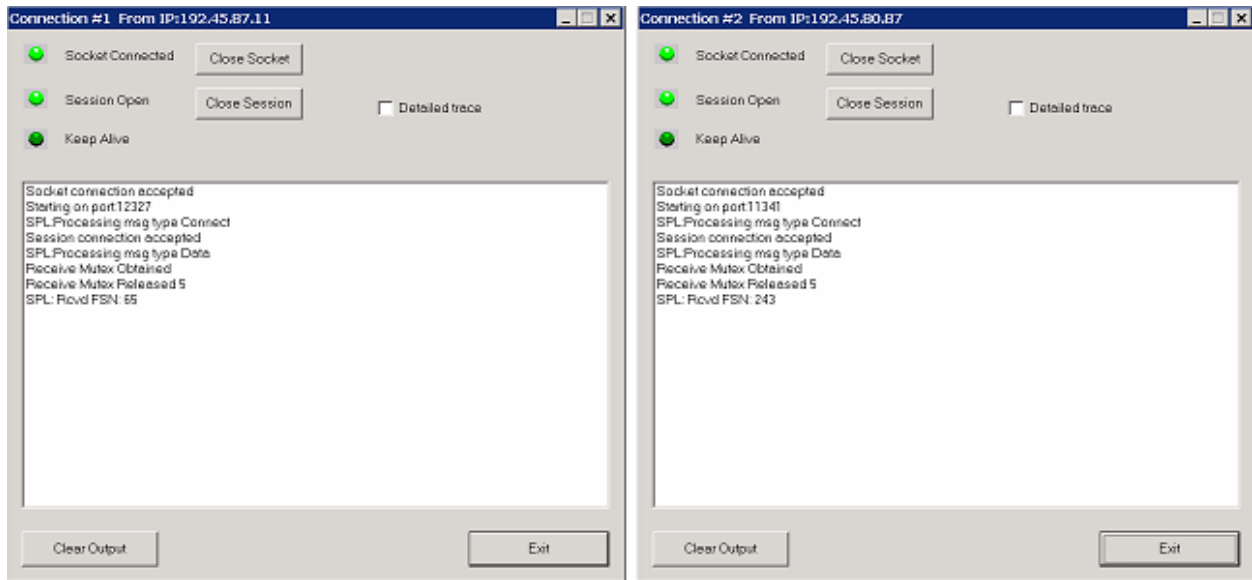 Connection #1 From IP:192.45.87.11
Socket Connected
Close Socket
Session Open
Close Session
Detailed trace
Keep Alive
Socket connection accepted
Starting on port:12327
SPL:Processing msg type Connect
Session connection accepted
SPL:Processing msg type Data
Receive Mutex Obtained
Receive Mutex Released 5
SPL: Rcvd FSN: 65
Clear Output
Exit
Connection #2 From IP:192.45.80.87
Socket Connected
Close Socket
Session Open
Close Session
Detailed trace
Keep Alive
Socket connection accepted
Starting on port:11341
SPL:Processing msg type Connect
Session connection accepted
SPL:Processing msg type Data
Receive Mutex Obtained
Receive Mutex Released 5
SPL: Rcvd FSN: 243
Clear Output
Exit